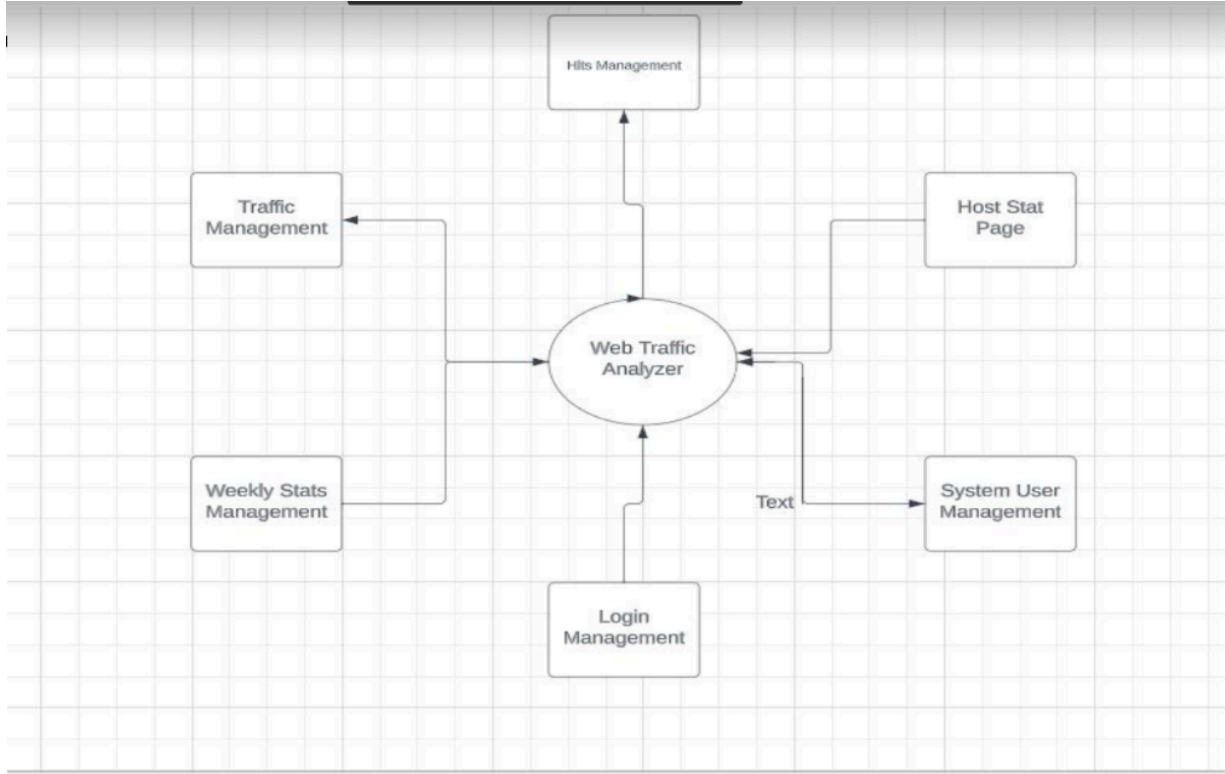 Hits Management
Traffic
Management
Host Stat
Page
Web Traffic
Analyzer
Weekly Stats
Management
Text
System User
Management
Login
Management